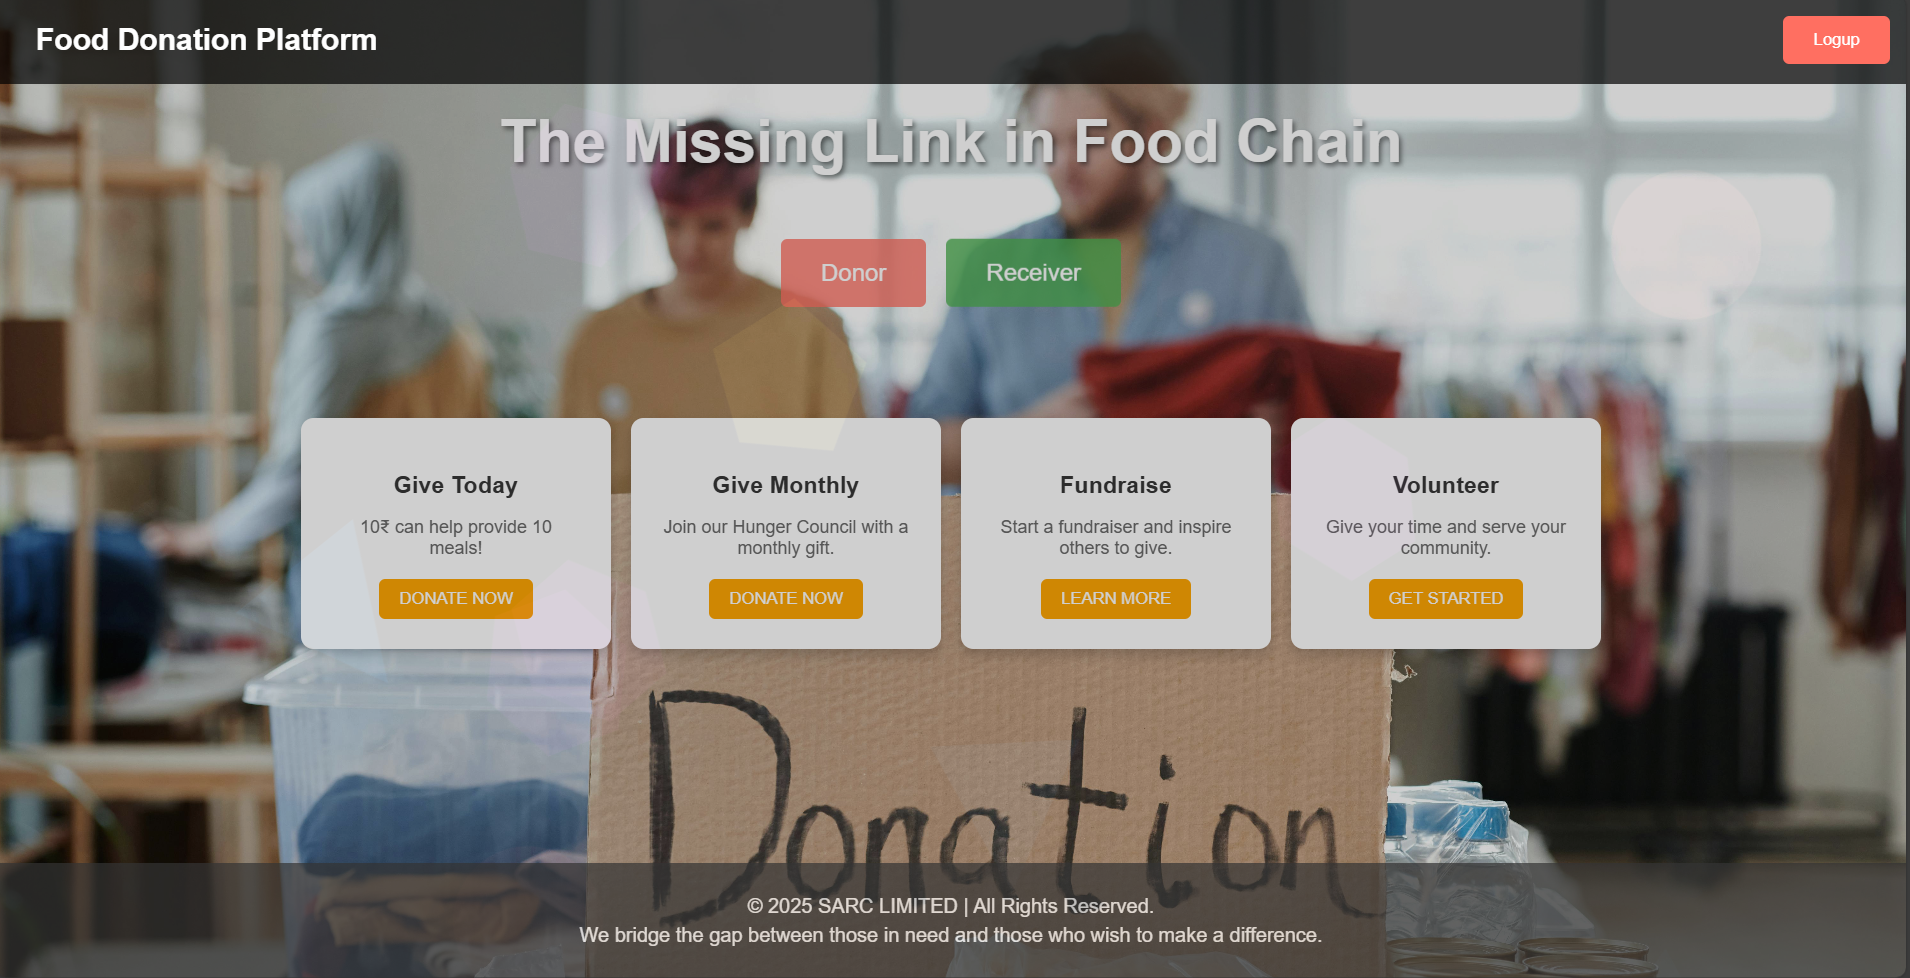 Food Donation Platform
Logup
The Missing Link in Food Chain
Donor
Receiver
Give Today
10₹ can help provide 10
meals!
DONATE NOW
Give Monthly
Join our Hunger Council with a
monthly gift.
DONATE NOW
Fundraise
Start a fundraiser and inspire
others to give.
LEARN MORE
Volunteer
Give your time and serve your
community.
GET STARTED
Donation
© 2025 SARC LIMITED | All Rights Reserved.
We bridge the gap between those in need and those who wish to make a difference.